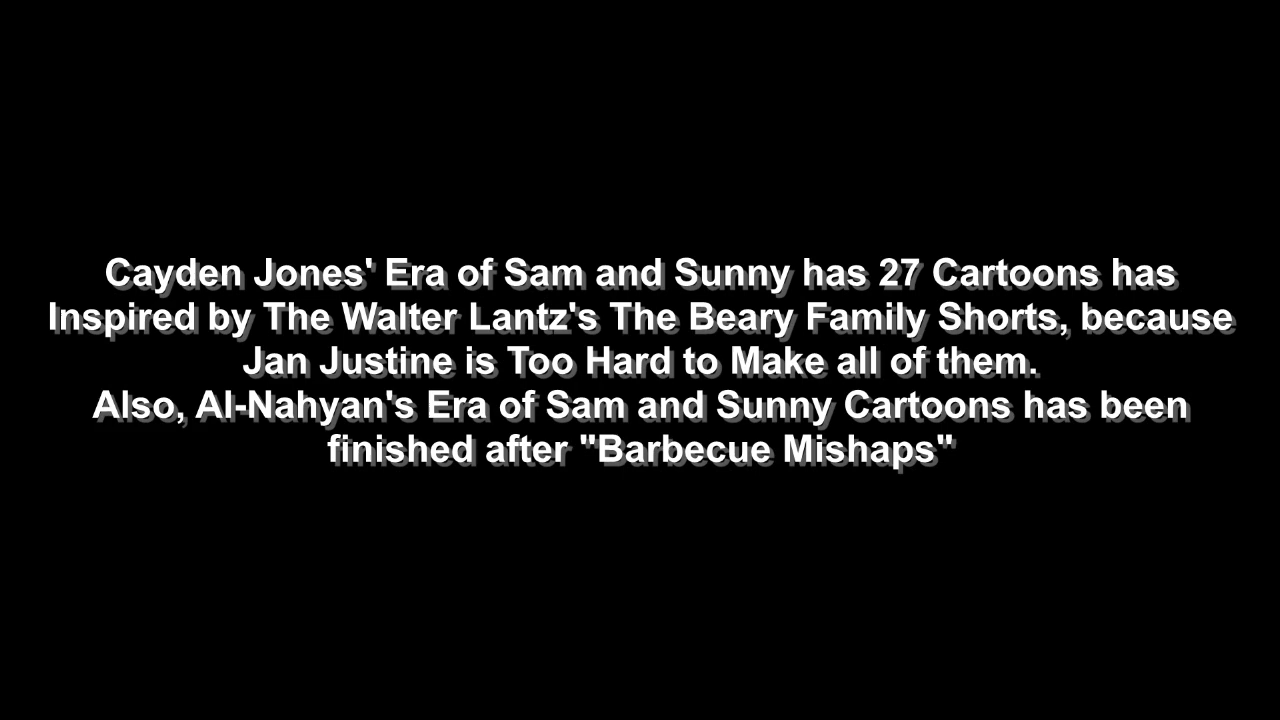 Cayden Jones' Era of Sam and Sunny has 27 Cartoons has
Inspired by The Walter Lantz's The Beary Family Shorts, because
Jan Justine is Too Hard to Make all of them.
Also, Al-Nahyan's Era of Sam and Sunny Cartoons has been
finished after "Barbecue Mishaps"